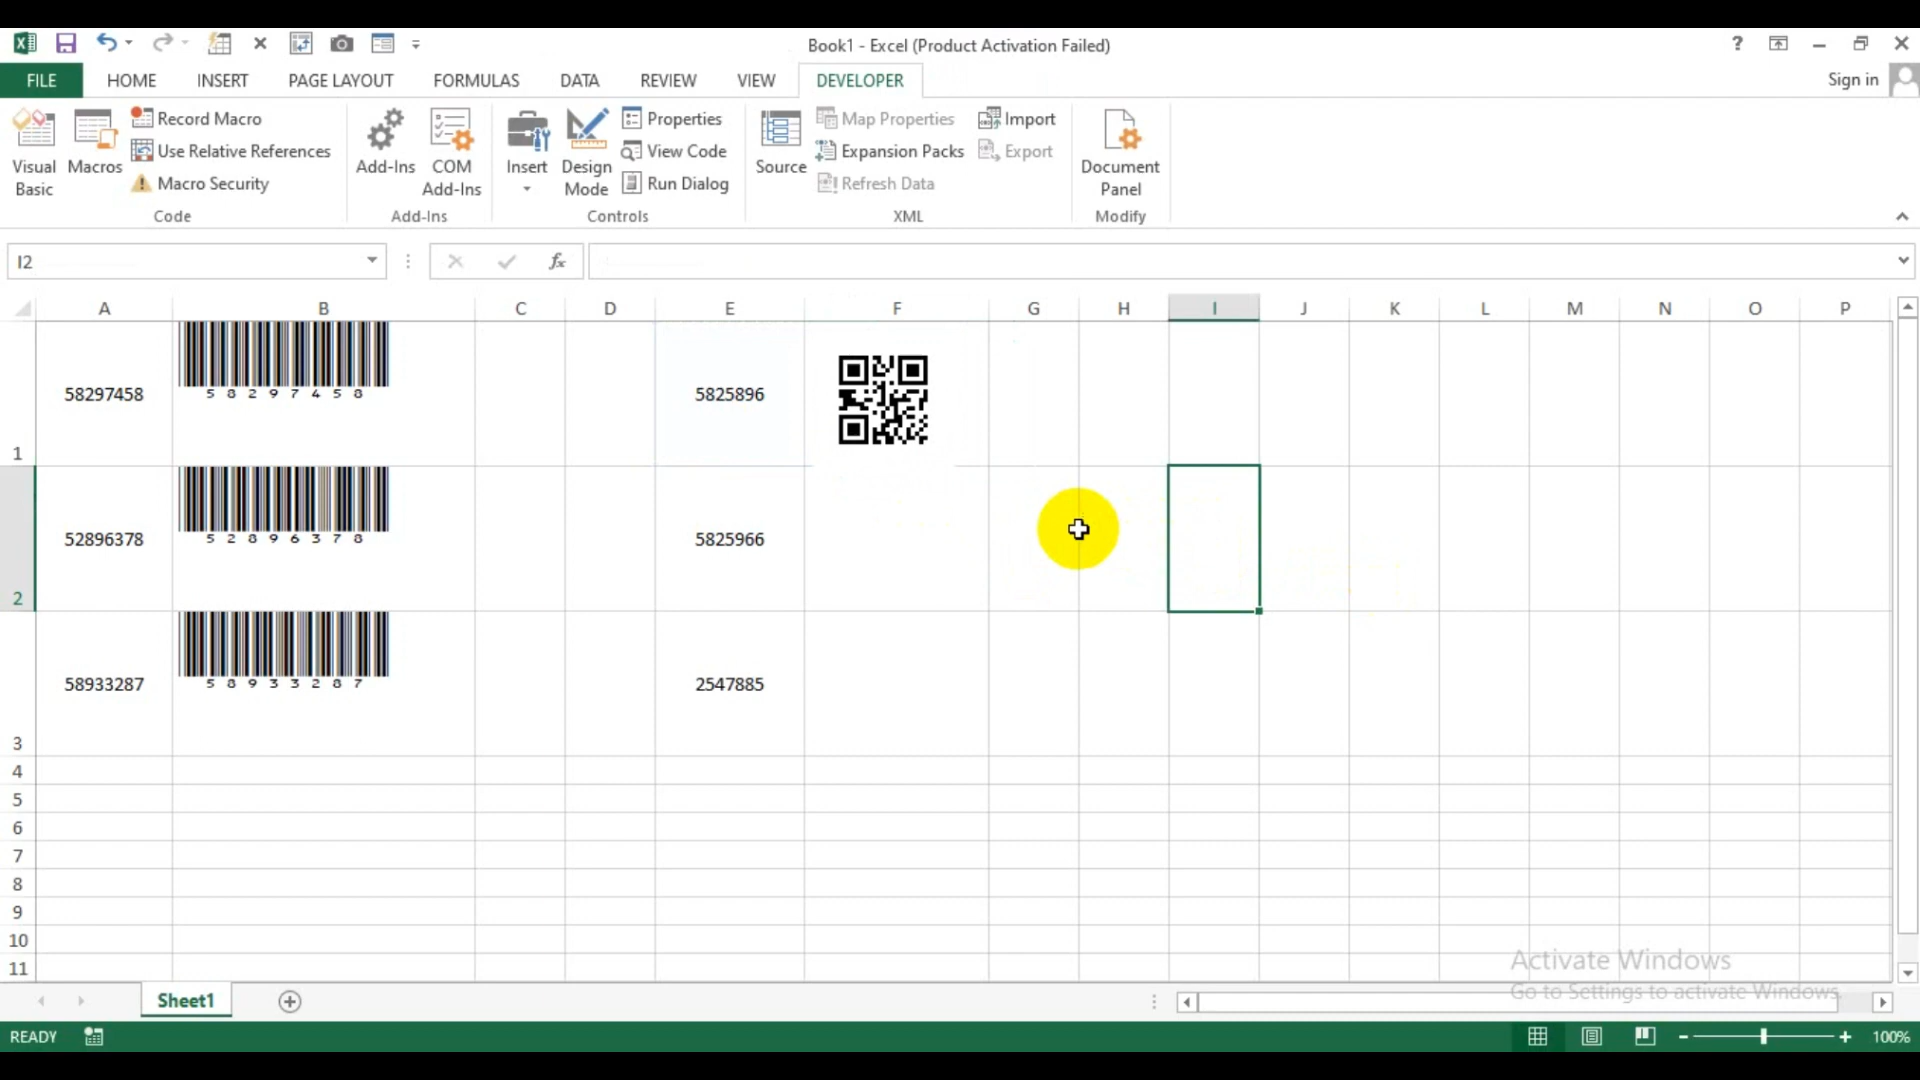 Book1 - Excel (Product Activation Failed)
?
FILE HOME INSERT PAGE LAYOUT FORMULAS DATA REVIEW VIEW DEVELOPER Sign in
Visual Basic
Macros
Record Macro
Use Relative References
Macro Security
Code
Add-Ins
COM Add-Ins
Add-Ins
Insert
Design Mode
Properties
View Code
Run Dialog
Controls
Source
Map Properties
Expansion Packs
Refresh Data
Import
Export
XML
Document Panel
Modify
I2
fx
A B C D E F G H I J K L M N O P
58297458 5 8 2 9 7 4 5 8 5825896
1
52896378 5 2 8 9 6 3 7 8 5825966
2
58933287 5 8 9 3 3 2 8 7 2547885
3
4
5
6
7
8
9
10
11
Activate Windows
Go to Settings to activate Windows.
Sheet1
READY 100%